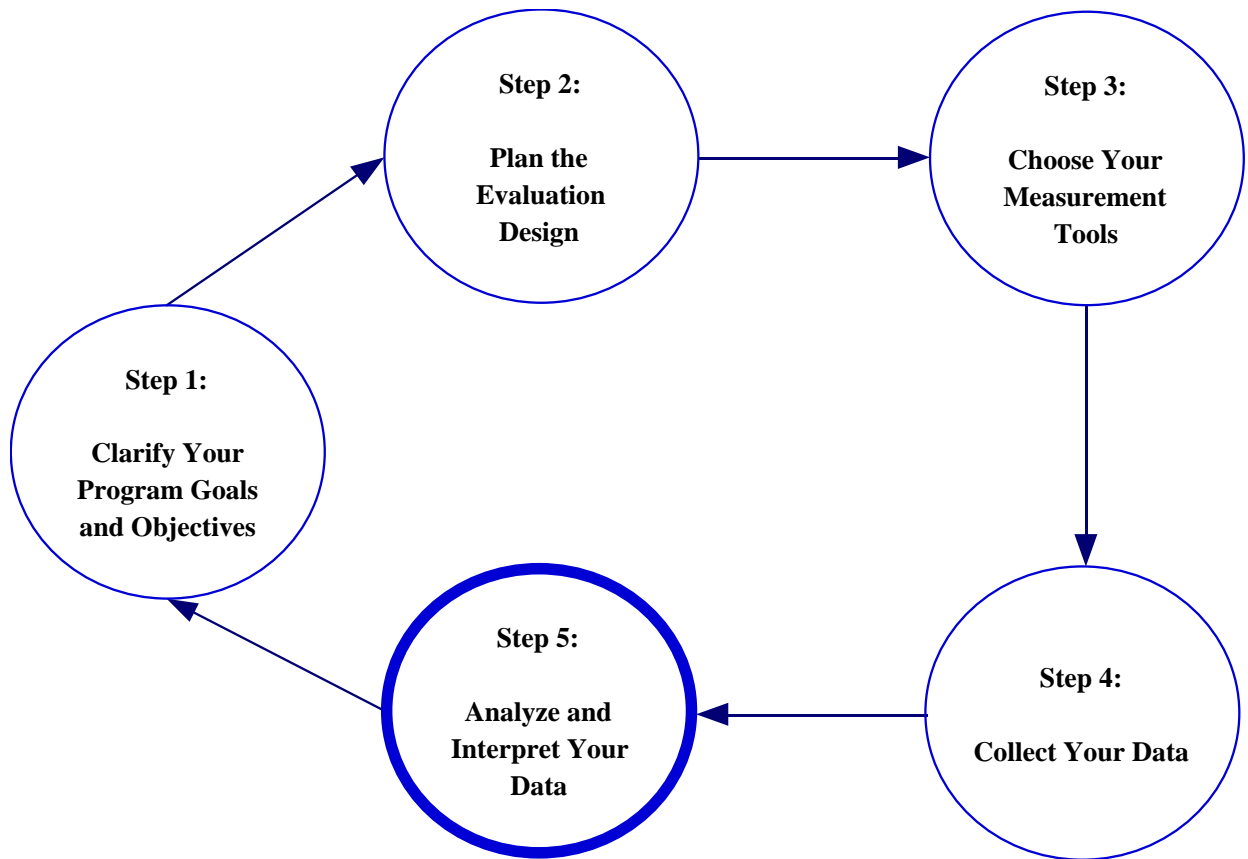 Step 1:
Clarify Your
Program Goals
and Objectives
Step 2:
Plan the
Evaluation
Design
Step 3:
Choose Your
Measurement
Tools
Step 4:
Collect Your Data
Step 5:
Analyze and
Interpret Your
Data